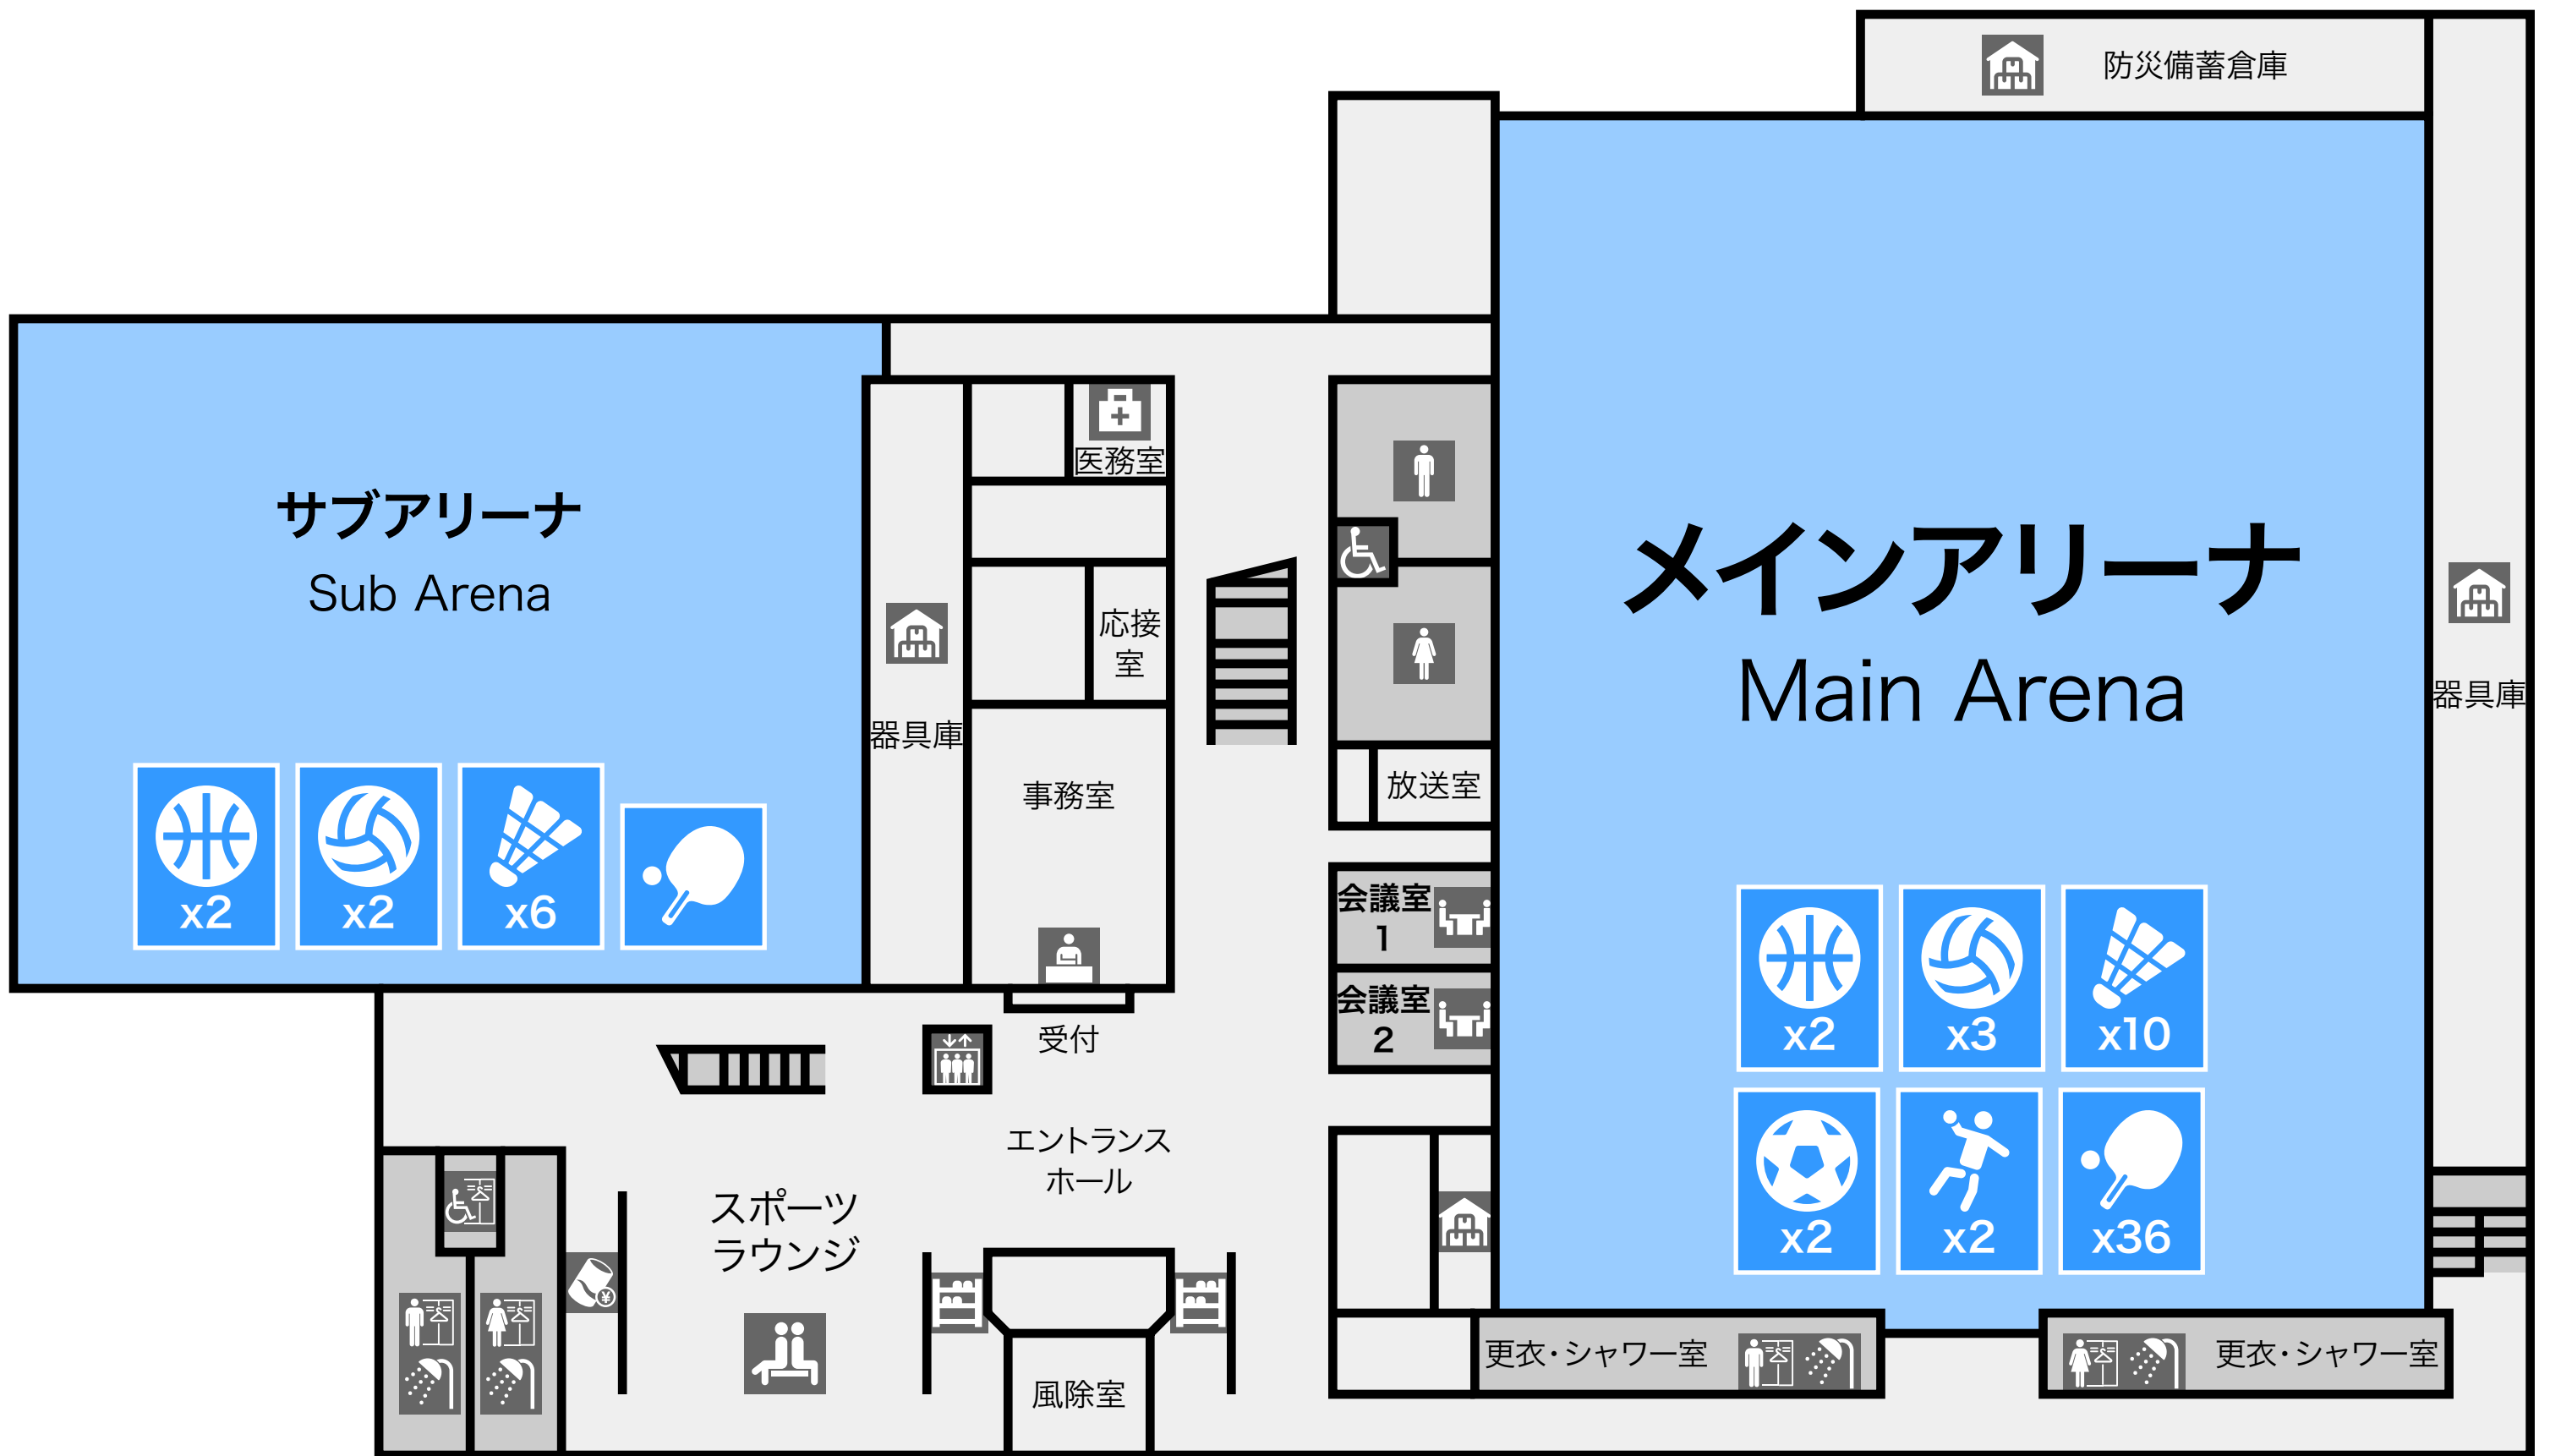 防災備蓄倉庫
医務室
サブアリーナ
Sub Arena
メインアリーナ
Main Arena
応接
室
器具庫
器具庫
事務室
放送室
x2
x2
x6
会議室
1
会議室
2
受付
x2
x3
x10
エントランス
ホール
スポーツ
ラウンジ
x2
x2
x36
¥
更衣・シャワー室
更衣・シャワー室
風除室